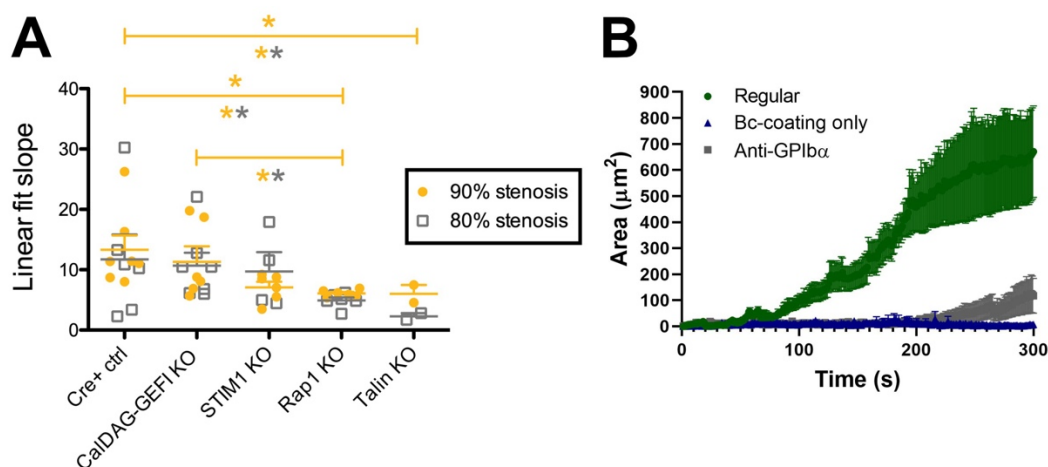 A
*
**
*
**
**
40
30
20
10
0
Linear fit slope
90% stenosis
80% stenosis
Cre+ ctrl
CalDAG-GEFI KO
STIM1 KO
Rap1 KO
Talin KO
B
Regular
Bc-coating only
Anti-GPIbα
900
800
700
600
500
400
300
200
100
0
Area (μm²)
0 100 200 300
Time (s)